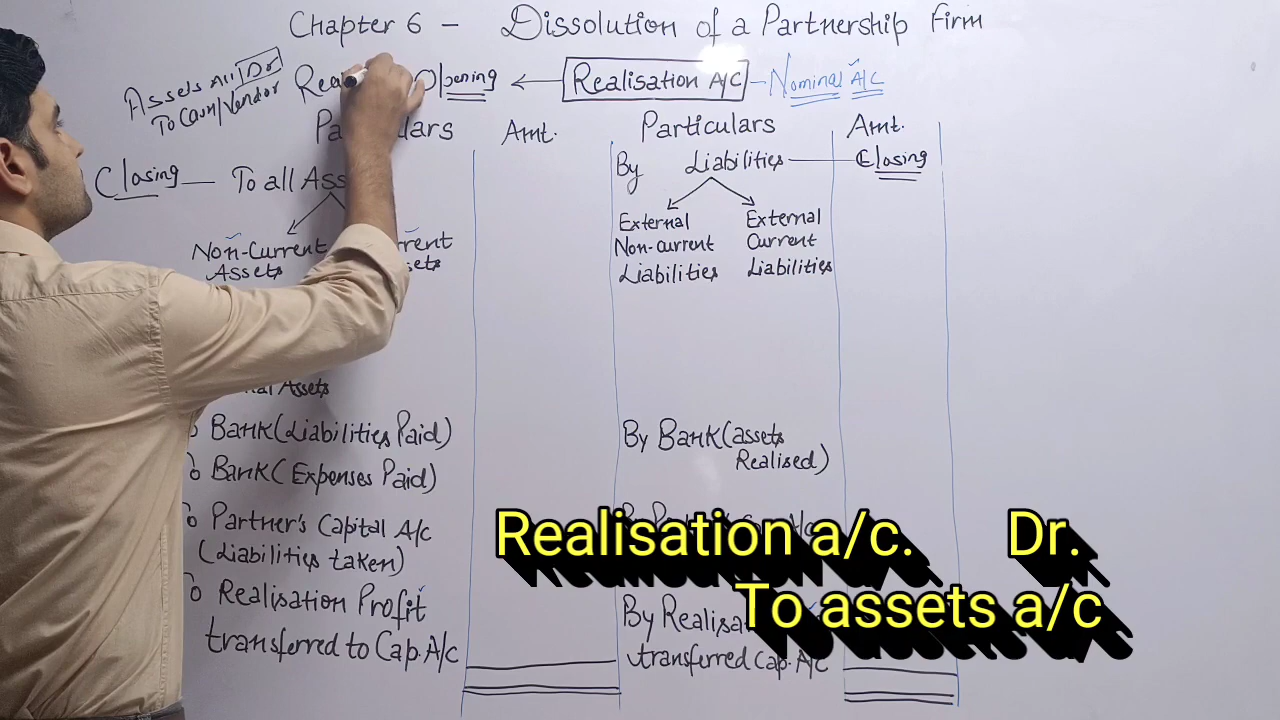 Chapter 6 - Dissolution of a Partnership Firm
Assets A/c Dr
To Cash/Vendor
Rea
Opening ← Realisation A/C - Nominal A/C
Particulars Amt. Particulars Amt.
Closing — To all Ass
By Liabilities — Closing
Non-Current
Assets
External
Non-current
Liabilities
External
Current
Liabilities
Assets
Bank (Liabilities Paid)
By Bank (assets
Realised)
Bank (Expenses Paid)
Partner's Capital A/c
(Liabilities taken)
Realisation Profit
transferred to Cap. A/c
By Realisa
transferred Cap. A/c
Realisation a/c. Dr.
To assets a/c